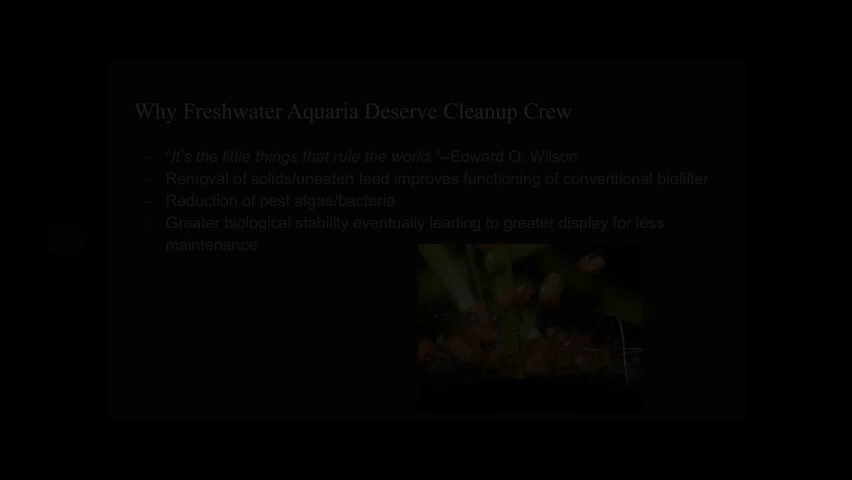 Why Freshwater Aquaria Deserve Cleanup Crew
- "It's the little things that rule the world."--Edward O. Wilson
- Removal of solids/uneaten feed improves functioning of conventional biofilter
- Reduction of pest algae/bacteria
- Greater biological stability eventually leading to greater display for less
maintenance